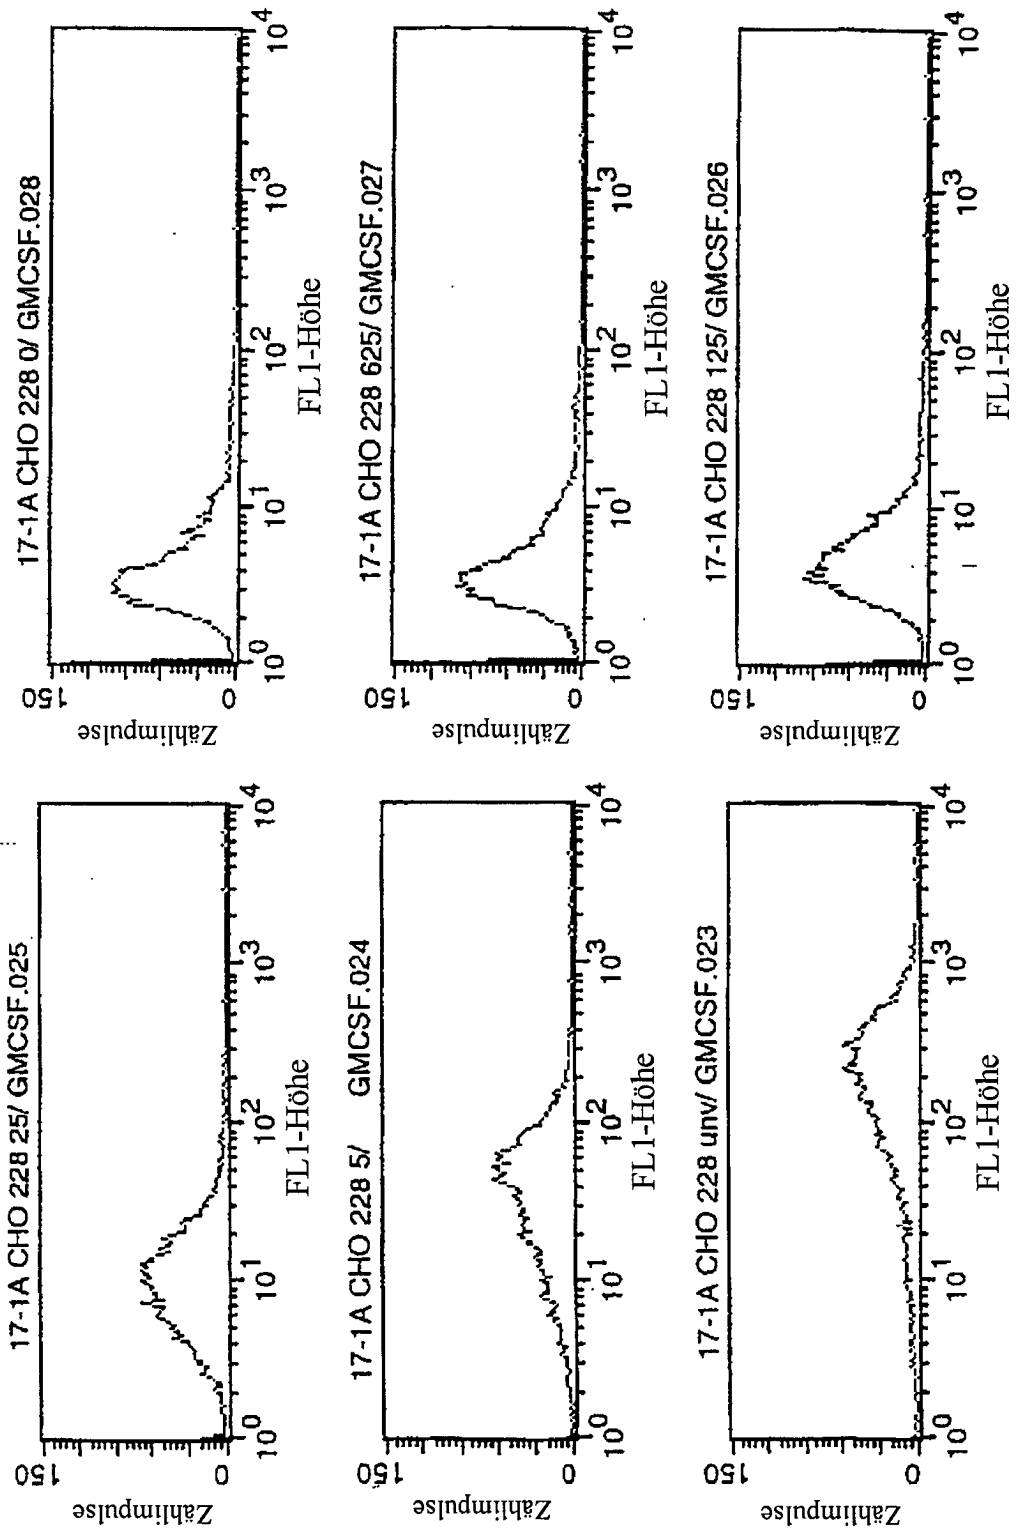 17-1A CHO 228 25/ GMCSF.025
150
Zählimpulse
0
10^0 10^1 10^2 10^3 10^4
FL1-Höhe
17-1A CHO 228 0/ GMCSF.028
150
Zählimpulse
0
10^0 10^1 10^2 10^3 10^4
FL1-Höhe
17-1A CHO 228 5/ GMCSF.024
150
Zählimpulse
0
10^0 10^1 10^2 10^3 10^4
FL1-Höhe
17-1A CHO 228 625/ GMCSF.027
150
Zählimpulse
0
10^0 10^1 10^2 10^3 10^4
FL1-Höhe
17-1A CHO 228 unv/ GMCSF.023
150
Zählimpulse
0
10^0 10^1 10^2 10^3 10^4
FL1-Höhe
17-1A CHO 228 125/ GMCSF.026
150
Zählimpulse
0
10^0 10^1 10^2 10^3 10^4
FL1-Höhe